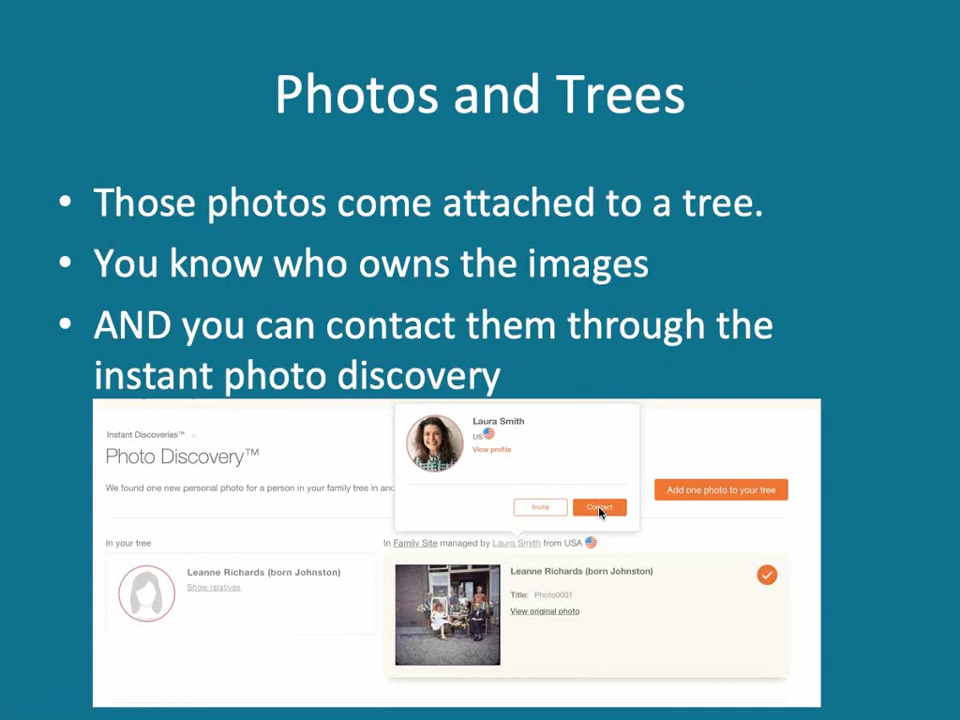 Photos and Trees
• Those photos come attached to a tree.
• You know who owns the images
• AND you can contact them through the
instant photo discovery
Laura Smith
US
View profile
Instant Discoveries™ >
Photo Discovery™
We found one new personal photo for a person in your family tree in
Invite
Contact
Add one photo to your tree
In your tree
In Family Site managed by Laura Smith from USA
Leanne Richards (born Johnston)
Show relatives
Leanne Richards (born Johnston)
Title: Photo0001
View original photo